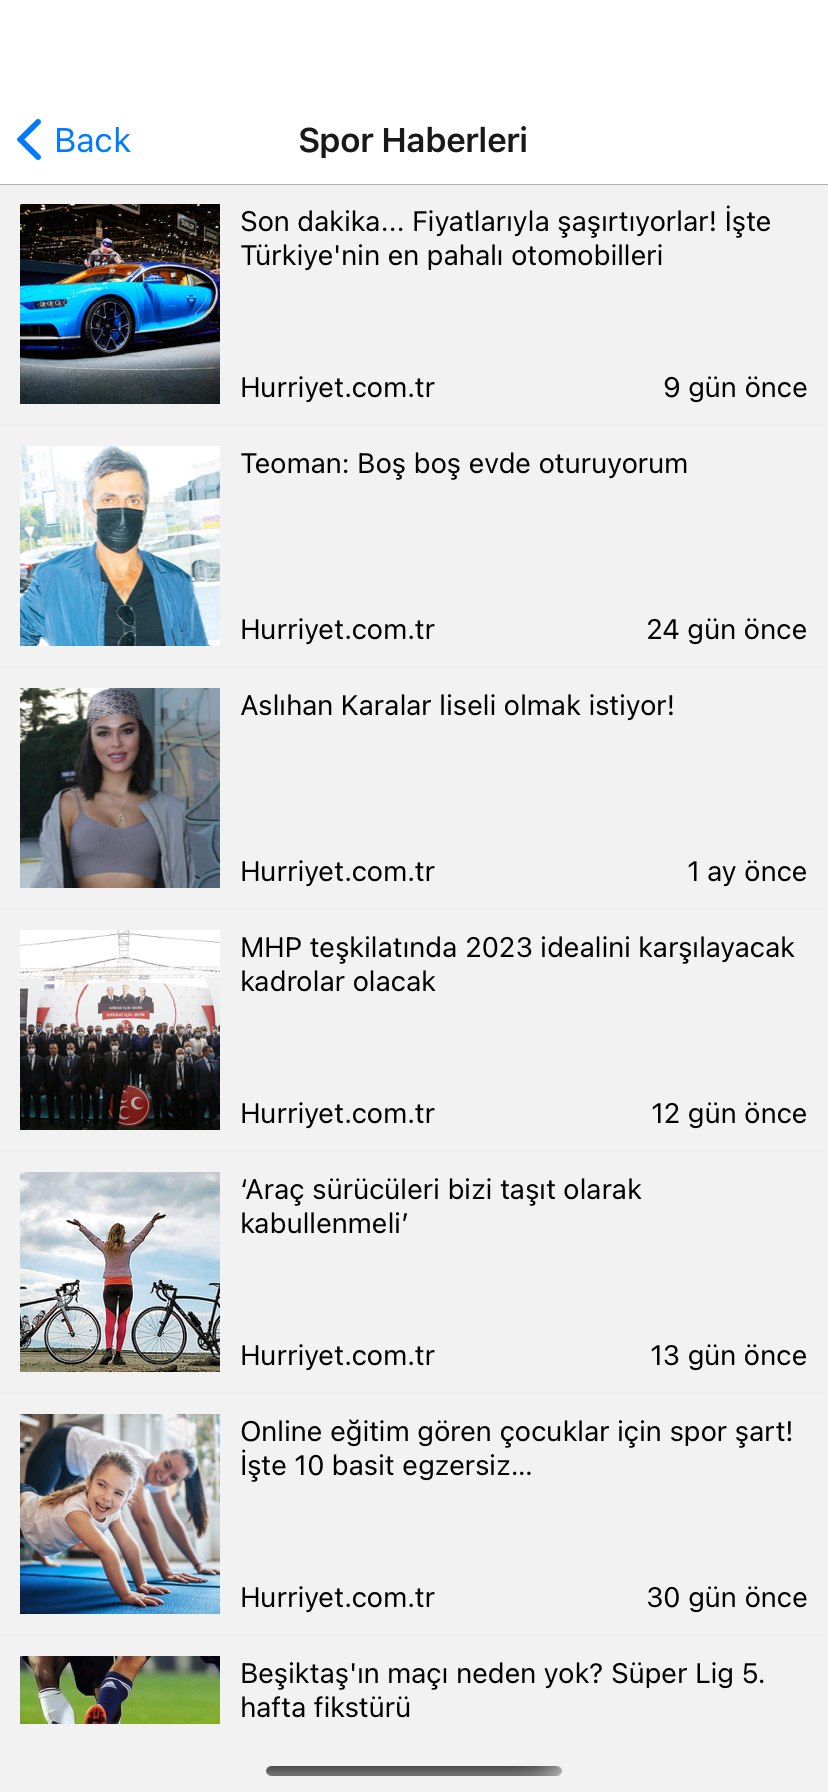 Back
Spor Haberleri
Son dakika... Fiyatlarıyla şaşırtıyorlar! İşte
Türkiye'nin en pahalı otomobilleri
Hurriyet.com.tr
9 gün önce
Teoman: Boş boş evde oturuyorum
Hurriyet.com.tr
24 gün önce
Aslıhan Karalar liseli olmak istiyor!
Hurriyet.com.tr
1 ay önce
MHP teşkilatında 2023 idealini karşılayacak
kadrolar olacak
Hurriyet.com.tr
12 gün önce
‘Araç sürücüleri bizi taşıt olarak
kabullenmeli’
Hurriyet.com.tr
13 gün önce
Online eğitim gören çocuklar için spor şart!
İşte 10 basit egzersiz...
Hurriyet.com.tr
30 gün önce
Beşiktaş'ın maçı neden yok? Süper Lig 5.
hafta fikstürü